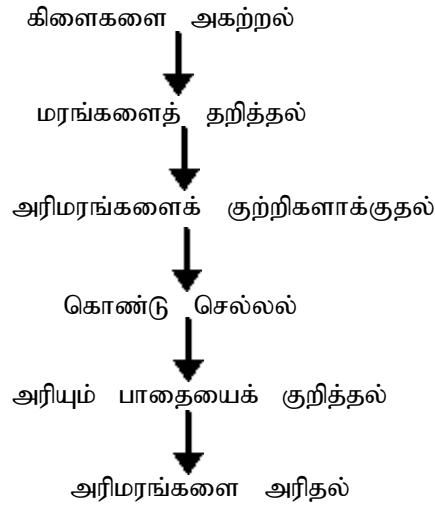 கிளைகளை அகற்றல்
மரங்களைத் தறித்தல்
அரிமரங்களைக் குற்றிகளாக்குதல்
கொண்டு செல்லல்
அரியும் பாதையைக் குறித்தல்
அரிமரங்களை அரிதல்